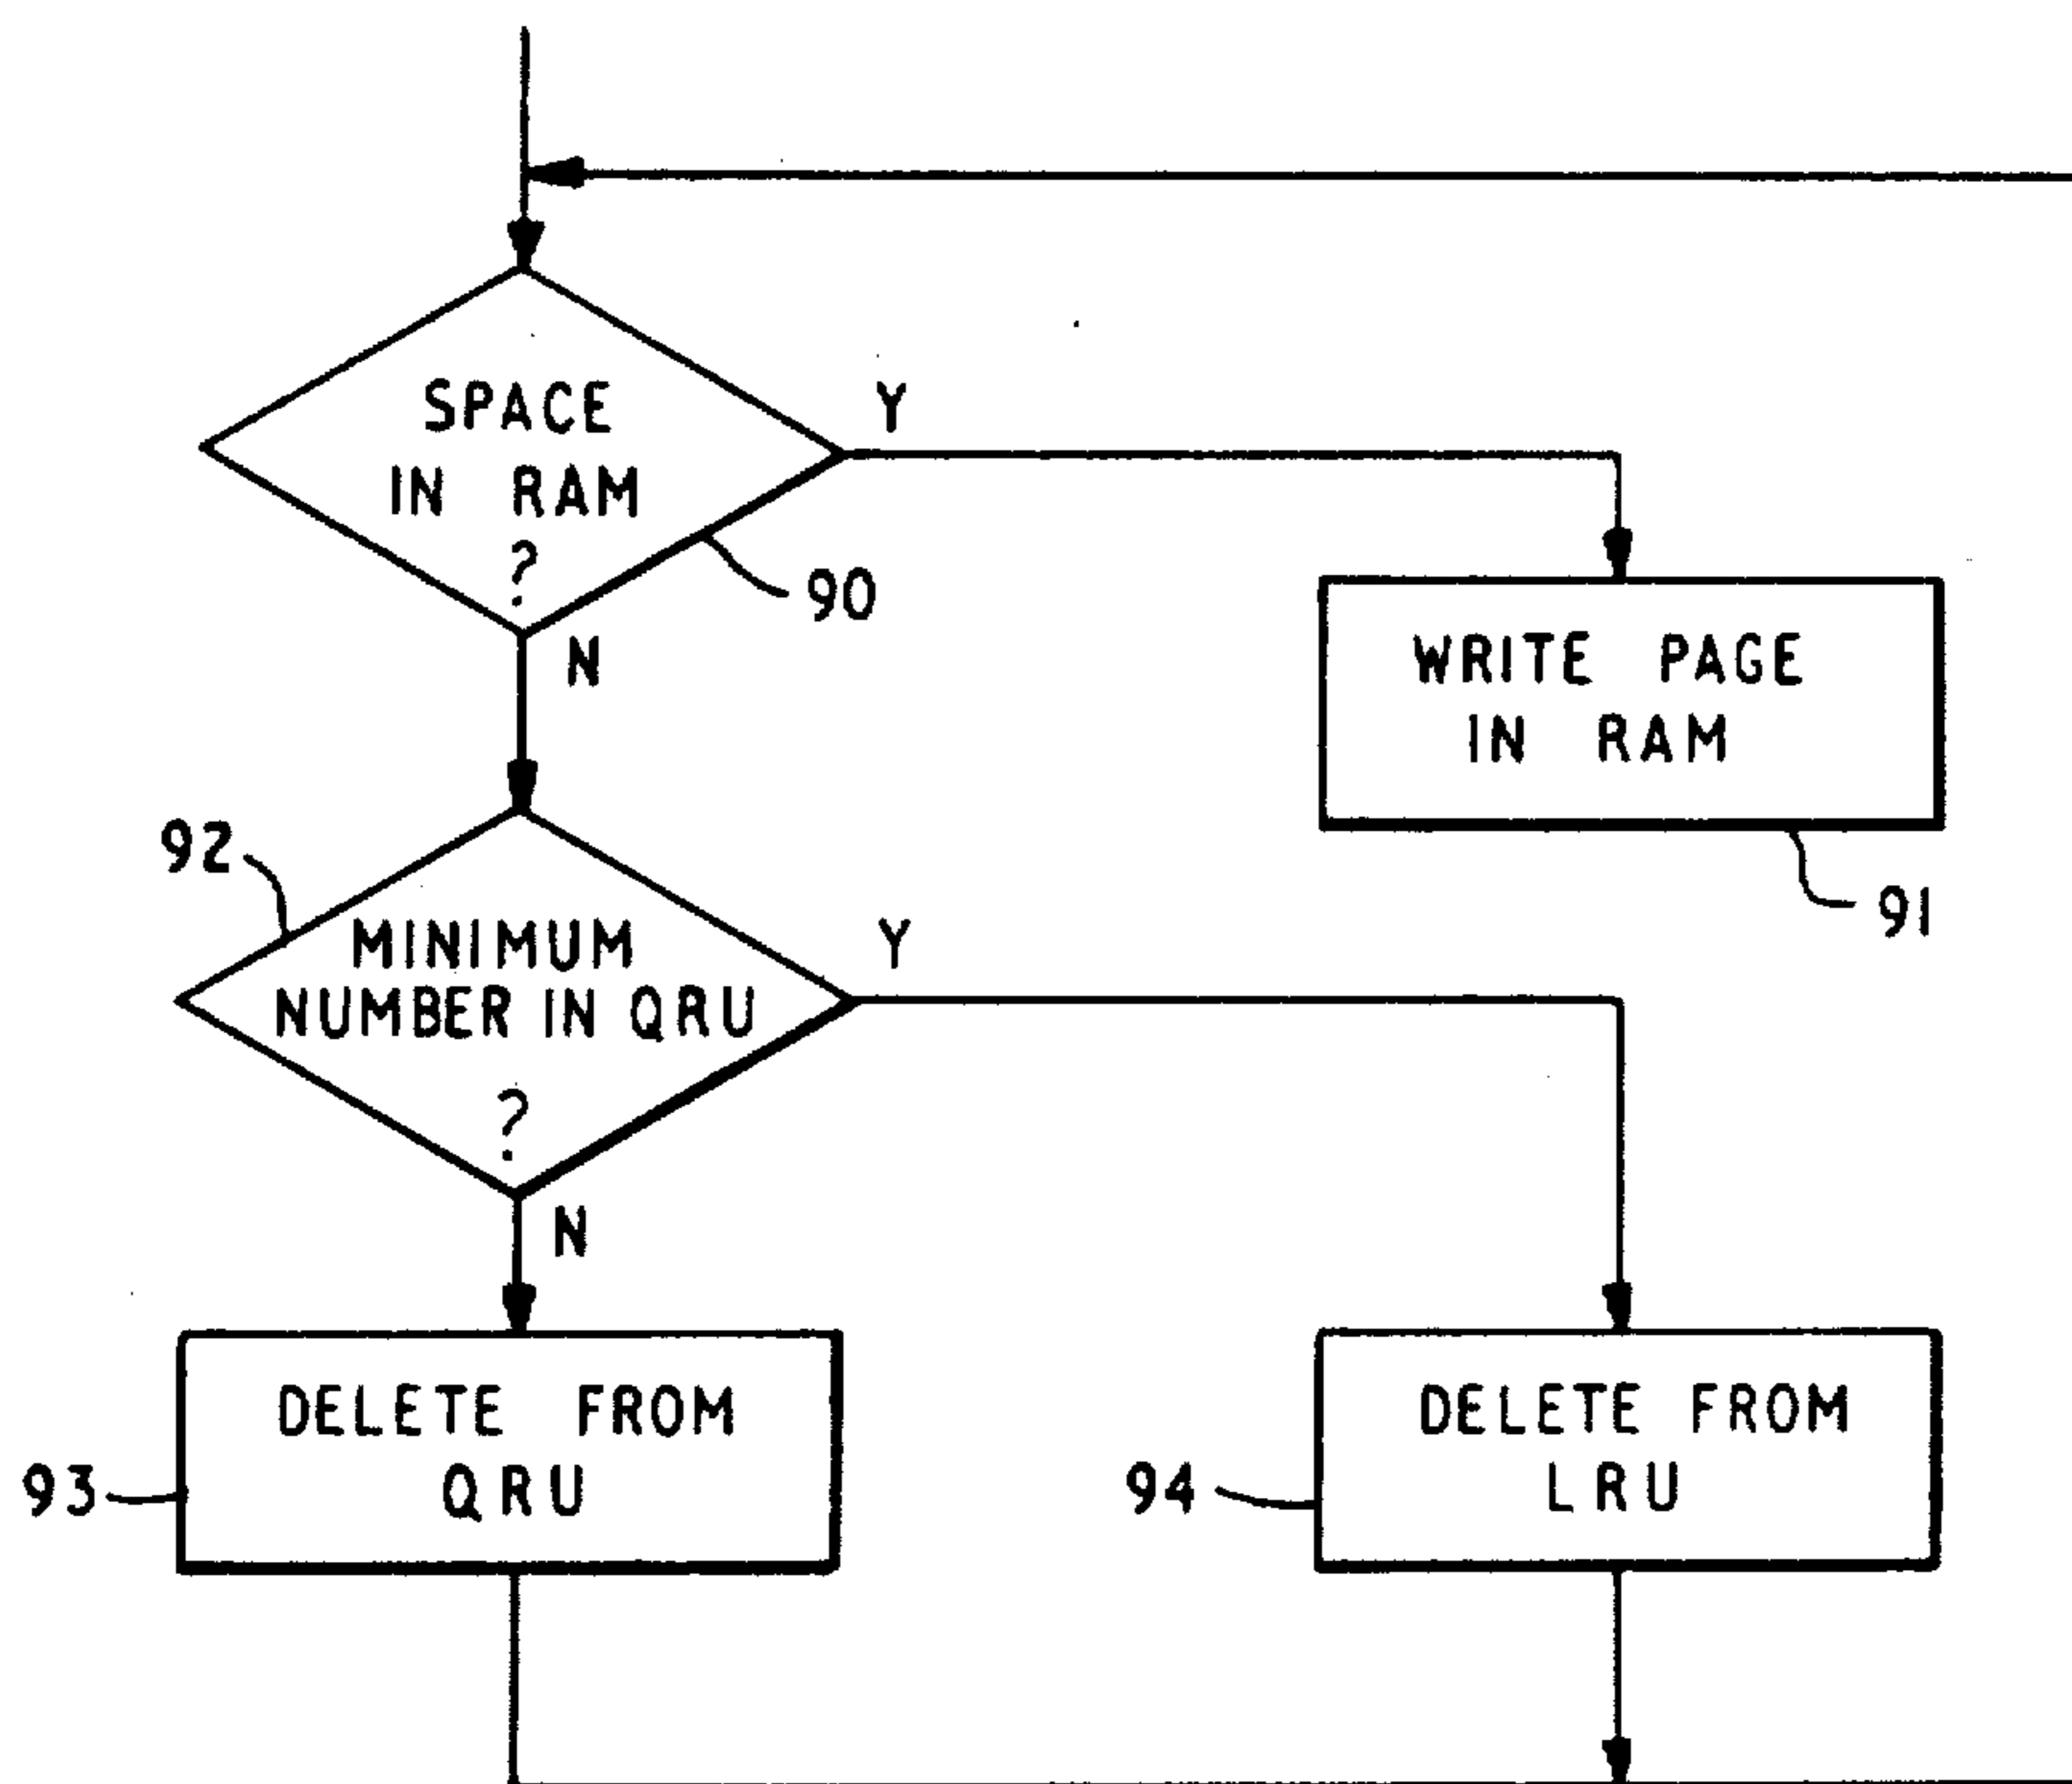 SPACE
IN RAM
?
Y
90
N
WRITE PAGE
IN RAM
91
92
MINIMUM
NUMBER IN QRU
?
Y
N
DELETE FROM
QRU
93
94
DELETE FROM
LRU